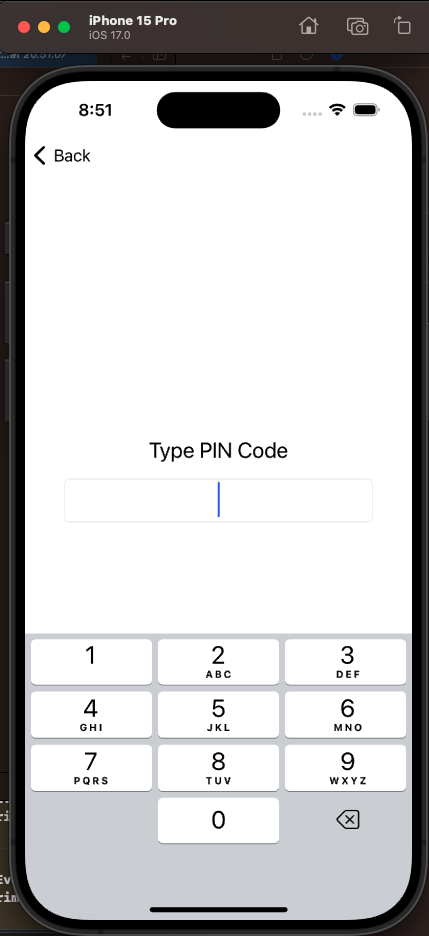 iPhone 15 Pro
iOS 17.0
8:51
Back
Type PIN Code
1
2
ABC
3
DEF
4
GHI
5
JKL
6
MNO
7
PQRS
8
TUV
9
WXYZ
0